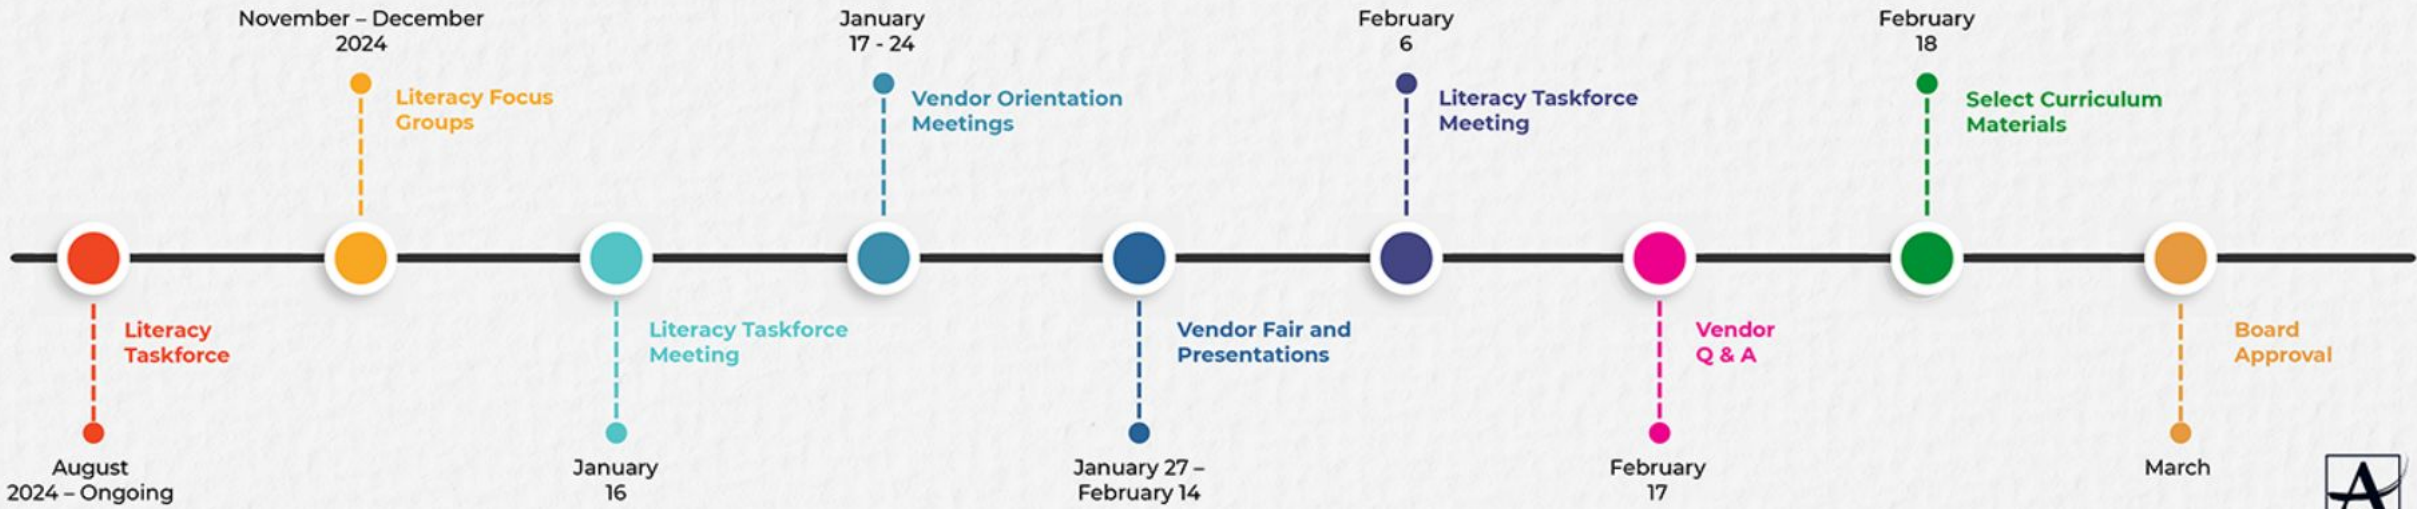 November – December
2024
Literacy Focus
Groups
January
17 - 24
Vendor Orientation
Meetings
February
6
Literacy Taskforce
Meeting
February
18
Select Curriculum
Materials
Literacy
Taskforce
August
2024 – Ongoing
Literacy Taskforce
Meeting
January
16
Vendor Fair and
Presentations
January 27 –
February 14
Vendor
Q & A
February
17
Board
Approval
March
A